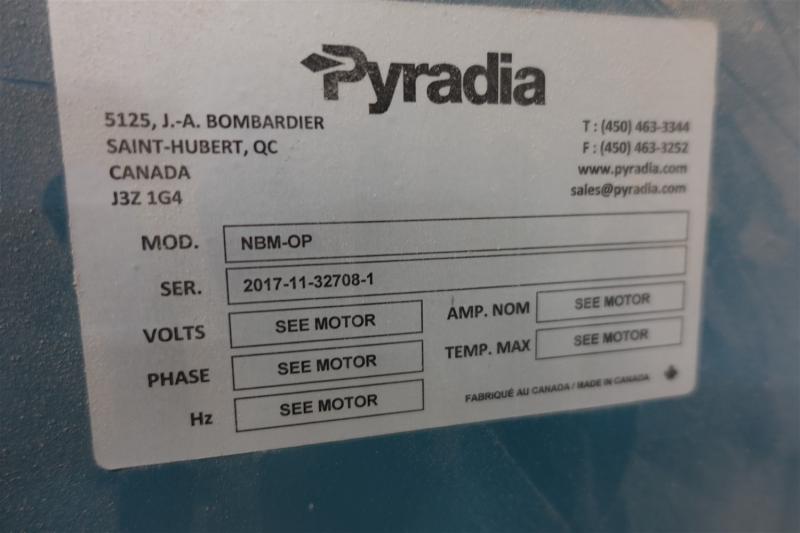 Pyradia
5125, J.-A. BOMBARDIER
SAINT-HUBERT, QC
CANADA
J3Z 1G4
T : (450) 463-3344
F : (450) 463-3252
www.pyradia.com
sales@pyradia.com
MOD. NBM-OP
SER. 2017-11-32708-1
VOLTS SEE MOTOR
PHASE SEE MOTOR
Hz SEE MOTOR
AMP. NOM SEE MOTOR
TEMP. MAX SEE MOTOR
FABRIQUÉ AU CANADA / MADE IN CANADA